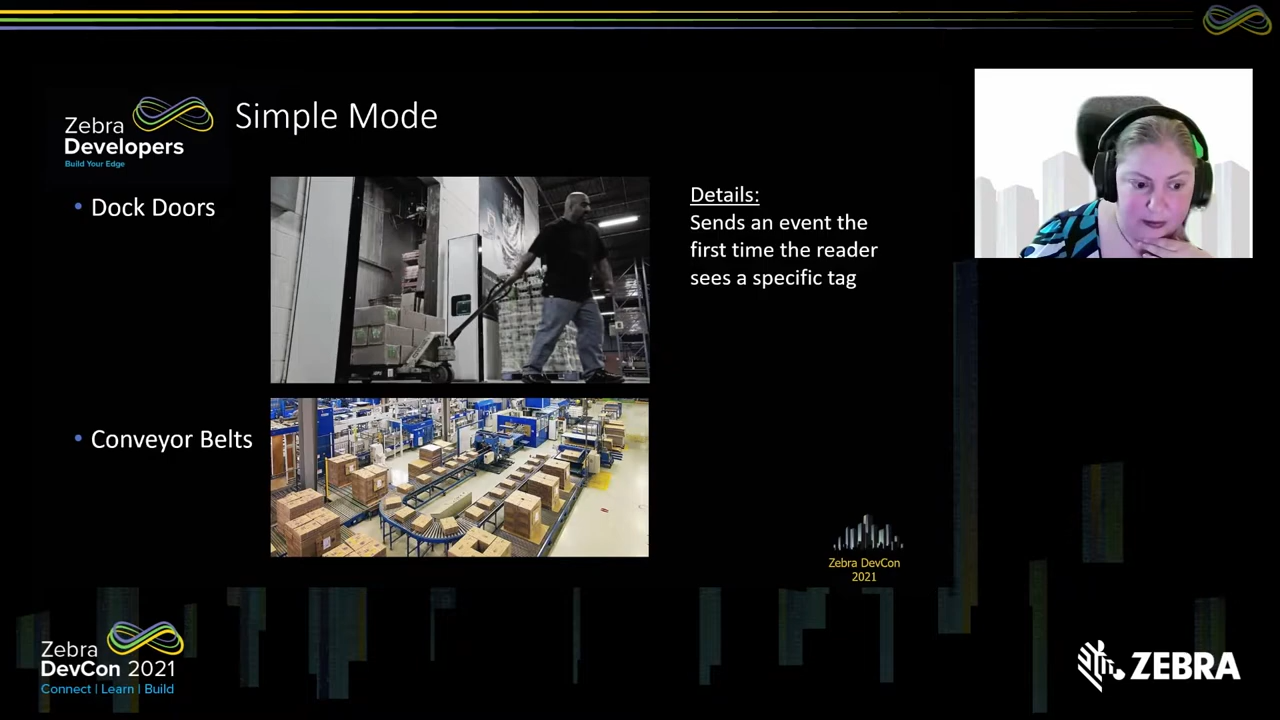 Zebra
Developers
Build Your Edge
Simple Mode
• Dock Doors
Details:
Sends an event the
first time the reader
sees a specific tag
• Conveyor Belts
Zebra DevCon
2021
Zebra
DevCon 2021
Connect | Learn | Build
ZEBRA